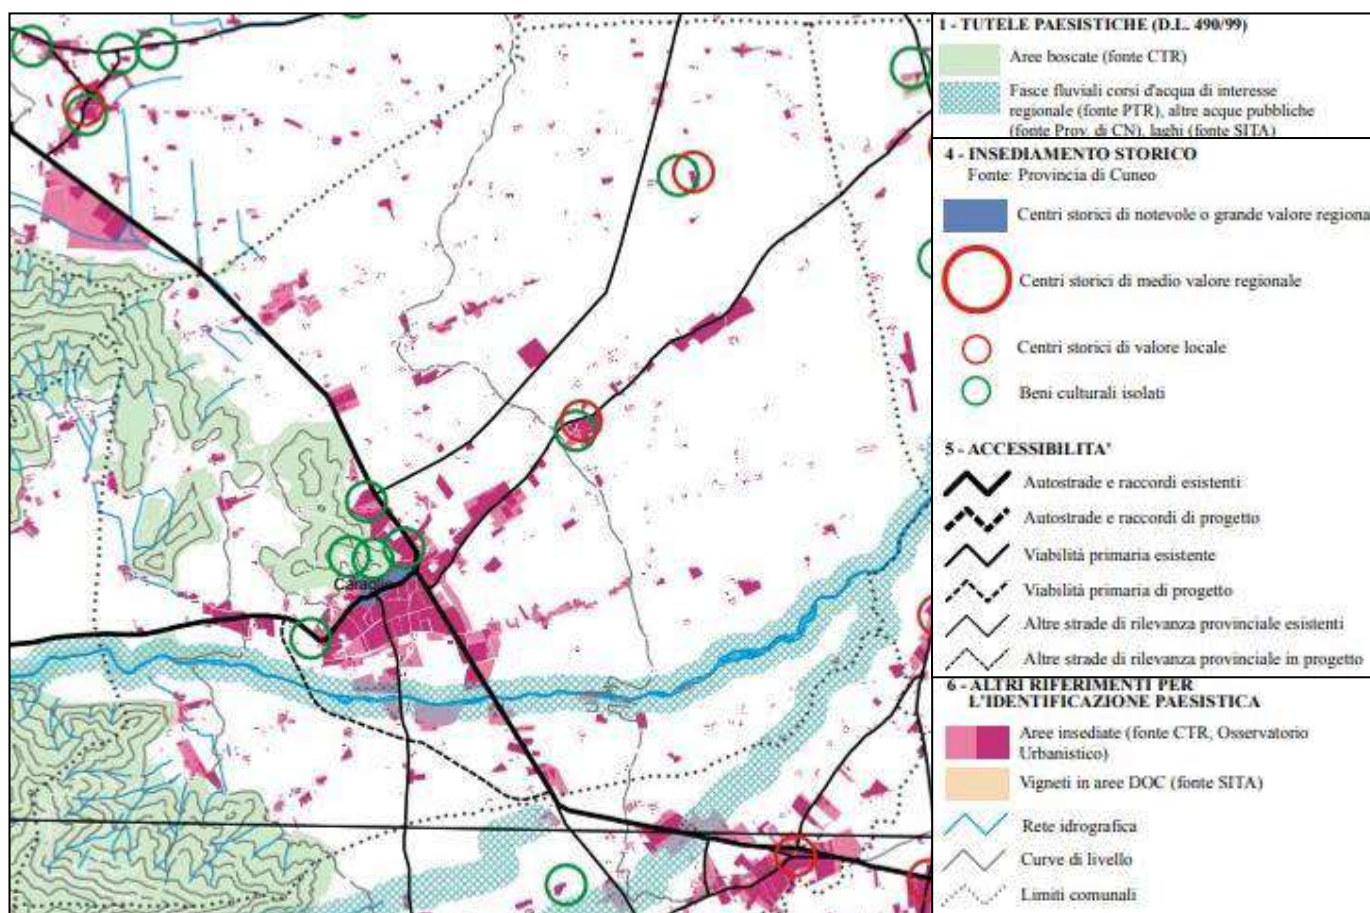 1 - TUTELE PAESISTICHE (D.L. 490/99)
Aree boscate (fonte CTR)
Fasce fluviali corsi d'acqua di interesse
regionale (fonte PTR), altre acque pubbliche
(fonte Prov. di CN), laghi (fonte SITA)
4 - INSEDIAMENTO STORICO
Fonte: Provincia di Cuneo
Centri storici di notevole o grande valore regiona
Centri storici di medio valore regionale
Centri storici di valore locale
Beni culturali isolati
5 - ACCESSIBILITA'
Autostrade e raccordi esistenti
Autostrade e raccordi di progetto
Viabilità primaria esistente
Viabilità primaria di progetto
Altre strade di rilevanza provinciale esistenti
Altre strade di rilevanza provinciale in progetto
6 - ALTRI RIFERIMENTI PER
L'IDENTIFICAZIONE PAESISTICA
Aree insediate (fonte CTR, Osservatorio
Urbanistico)
Vigneti in aree DOC (fonte SITA)
Rete idrografica
Curve di livello
Limiti comunali